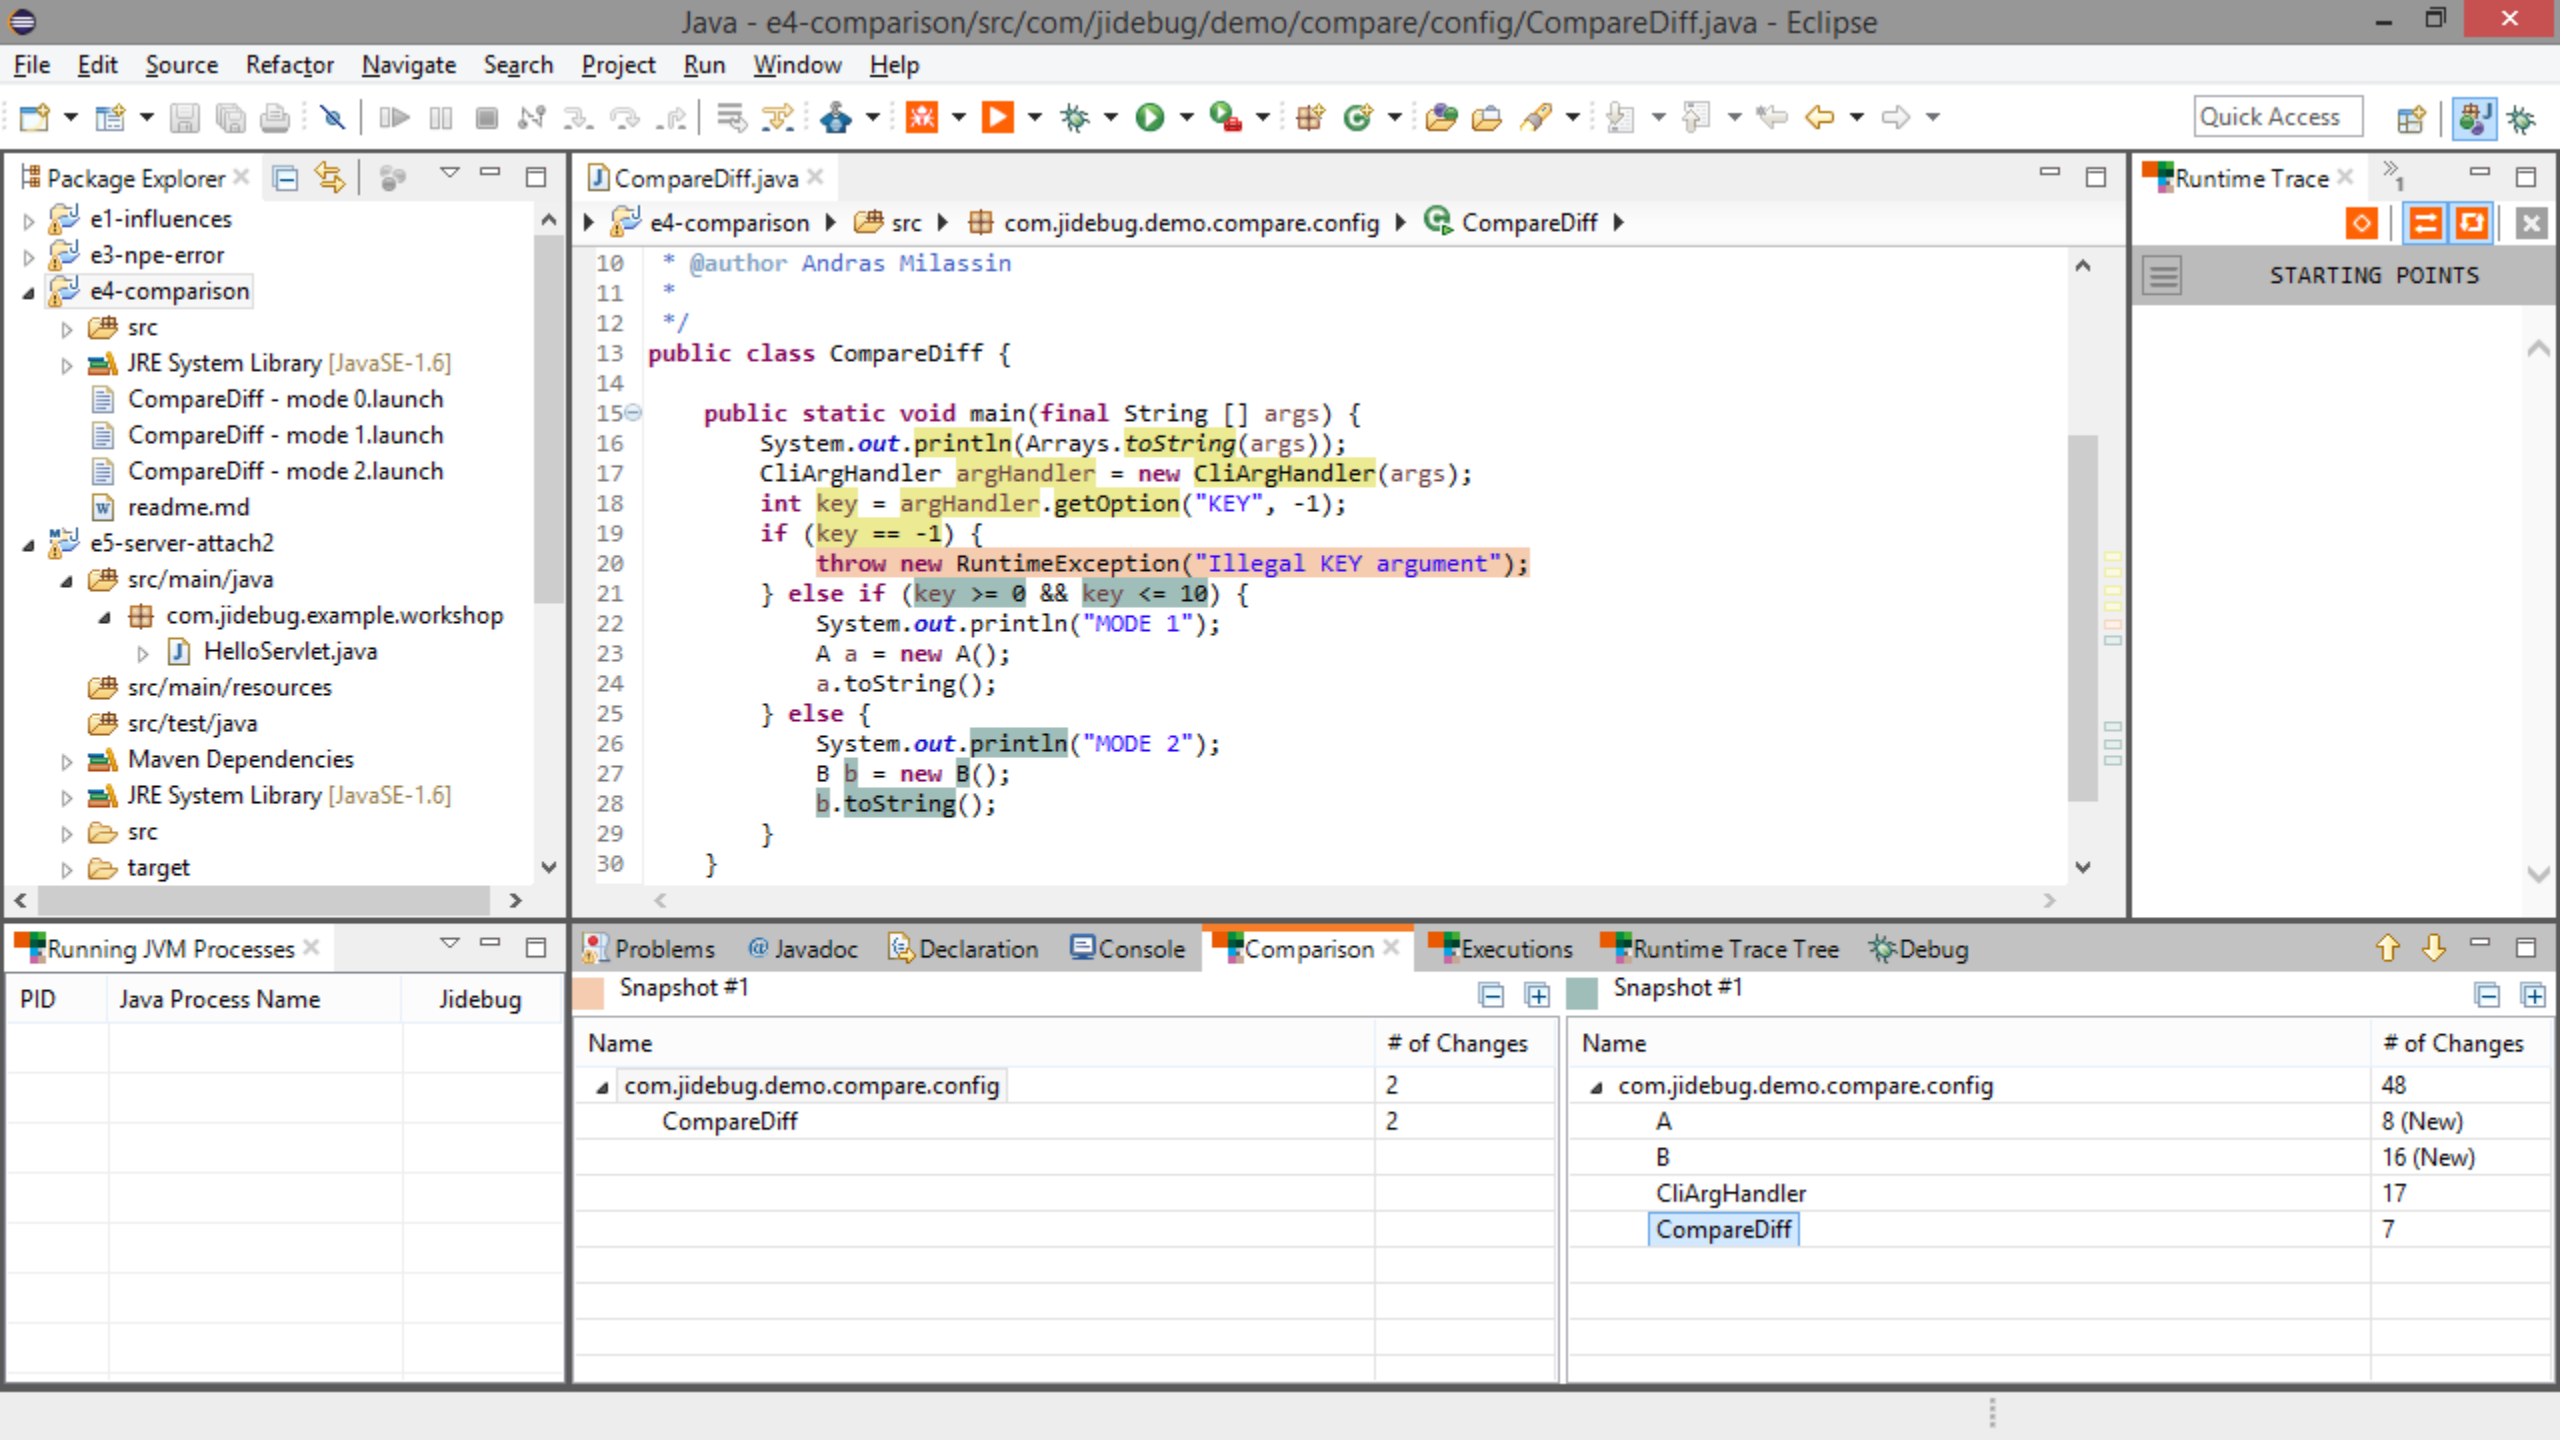 Java - e4-comparison/src/com/jidebug/demo/compare/config/CompareDiff.java - Eclipse
File Edit Source Refactor Navigate Search Project Run Window Help
Quick Access
Package Explorer
e1-influences
e3-npe-error
e4-comparison
src
JRE System Library [JavaSE-1.6]
CompareDiff - mode 0.launch
CompareDiff - mode 1.launch
CompareDiff - mode 2.launch
readme.md
e5-server-attach2
src/main/java
com.jidebug.example.workshop
HelloServlet.java
src/main/resources
src/test/java
Maven Dependencies
JRE System Library [JavaSE-1.6]
src
target
CompareDiff.java
e4-comparison src com.jidebug.demo.compare.config CompareDiff
10 * @author Andras Milassin
11 *
12 */
13 public class CompareDiff {
14
15 public static void main(final String [] args) {
16 System.out.println(Arrays.toString(args));
17 CliArgHandler argHandler = new CliArgHandler(args);
18 int key = argHandler.getOption("KEY", -1);
19 if (key == -1) {
20 throw new RuntimeException("Illegal KEY argument");
21 } else if (key >= 0 && key <= 10) {
22 System.out.println("MODE 1");
23 A a = new A();
24 a.toString();
25 } else {
26 System.out.println("MODE 2");
27 B b = new B();
28 b.toString();
29 }
30 }
Runtime Trace 1
STARTING POINTS
Running JVM Processes
PID Java Process Name Jidebug
Problems @ Javadoc Declaration Console Comparison Executions Runtime Trace Tree Debug
Snapshot #1
Name # of Changes
com.jidebug.demo.compare.config 2
CompareDiff 2
Snapshot #1
Name # of Changes
com.jidebug.demo.compare.config 48
A 8 (New)
B 16 (New)
CliArgHandler 17
CompareDiff 7